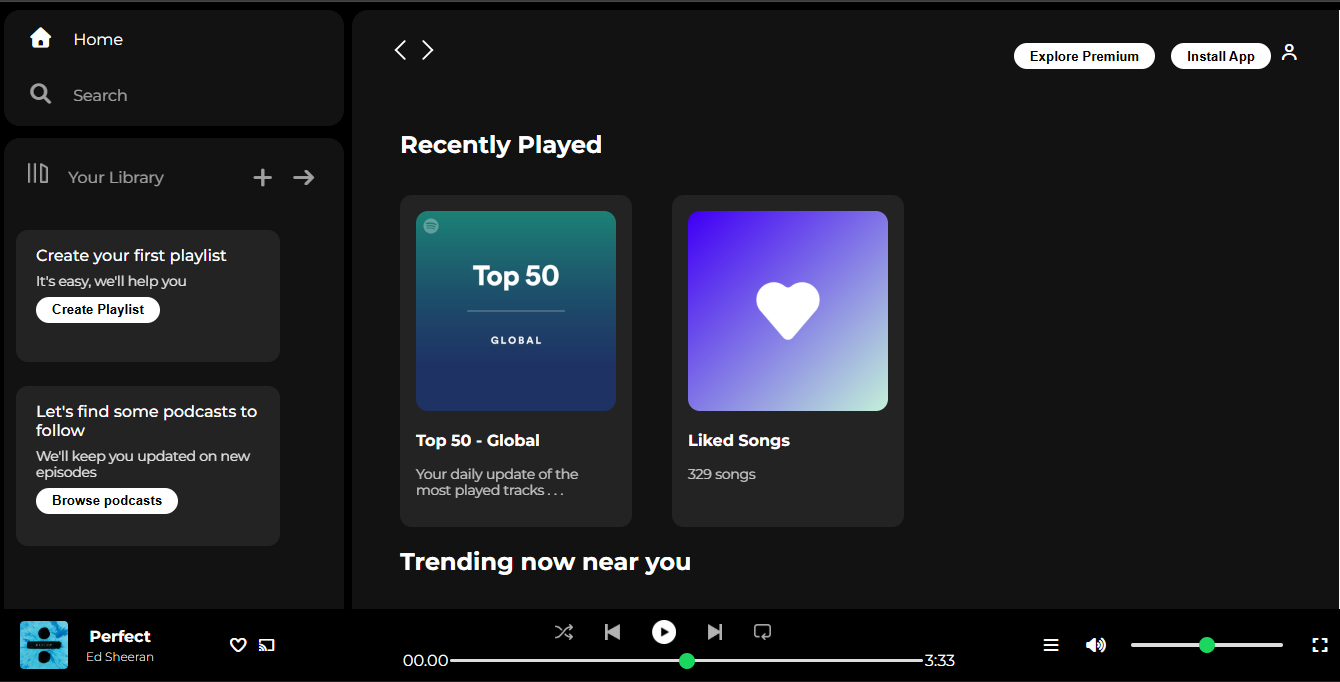 Home
Search
Your Library
Create your first playlist
It's easy, we'll help you
Create Playlist
Let's find some podcasts to
follow
We'll keep you updated on new
episodes
Browse podcasts
Explore Premium
Install App
Recently Played
Top 50
GLOBAL
Top 50 - Global
Your daily update of the
most played tracks . . .
Liked Songs
329 songs
Trending now near you
Perfect
Ed Sheeran
00.00
3:33